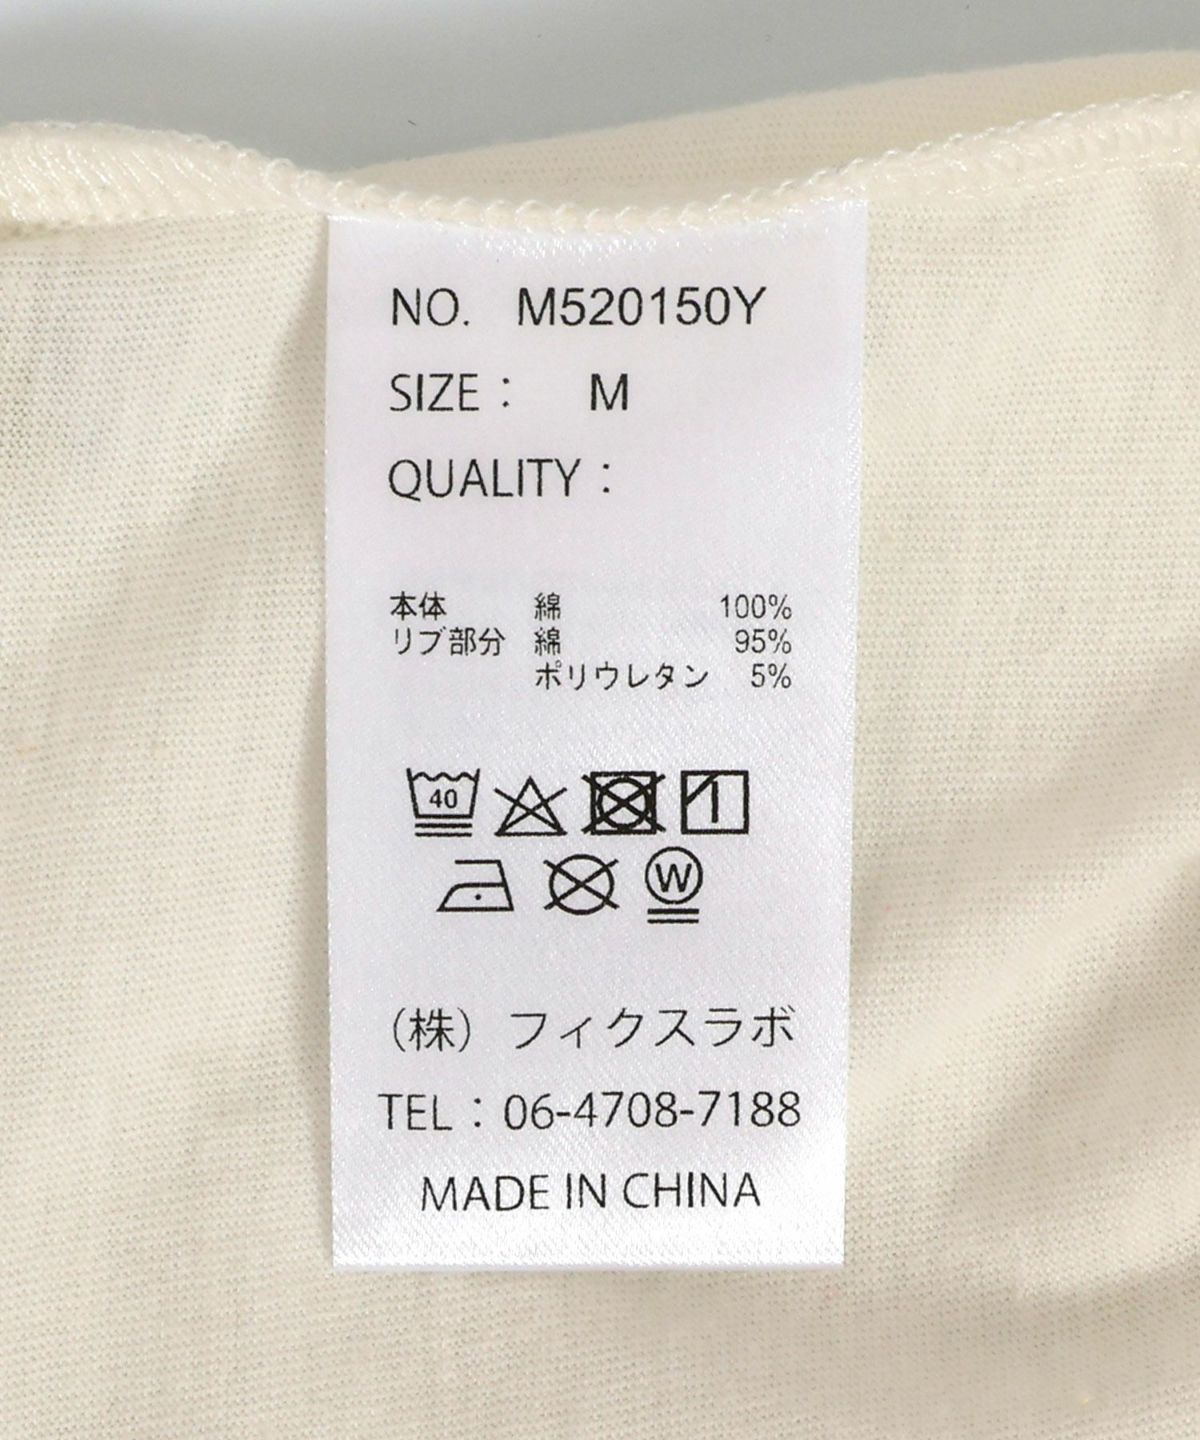 NO. M520150Y
SIZE： M
QUALITY：
本体 綿 100%
リブ部分 綿 95%
ポリウレタン 5%
40
W
（株）フィクスラボ
TEL：06-4708-7188
MADE IN CHINA